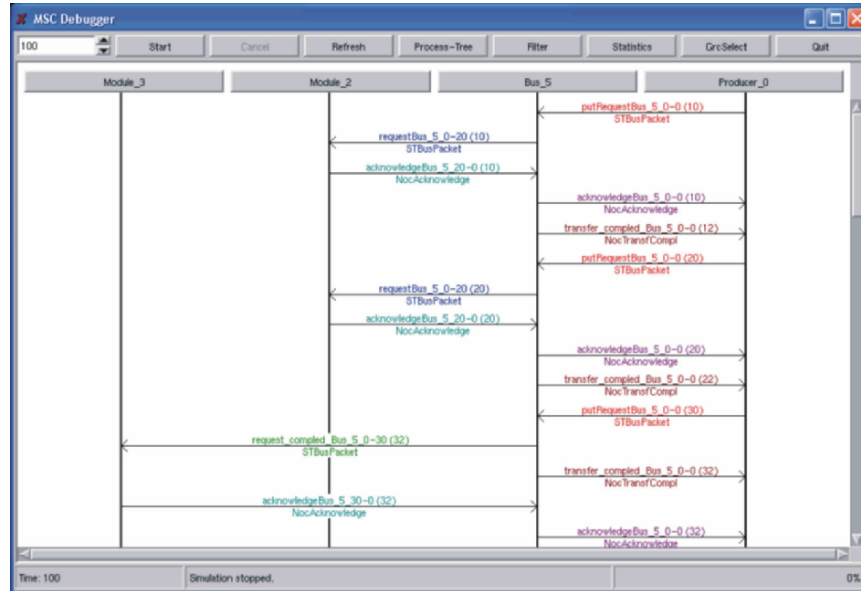 MSC Debugger
100 Start Cancel Refresh Process-Tree Filter Statistics GrcSelect Quit
Module_3 Module_2 Bus_5 Producer_0
putRequestBus_5_0-0 (10)
STBusPacket
requestBus_5_0-20 (10)
STBusPacket
acknowledgeBus_5_20-0 (10)
NocAcknowledge
acknowledgeBus_5_0-0 (10)
NocAcknowledge
transfer_compled_Bus_5_0-0 (12)
NocTransfCompl
putRequestBus_5_0-0 (20)
STBusPacket
requestBus_5_0-20 (20)
STBusPacket
acknowledgeBus_5_20-0 (20)
NocAcknowledge
acknowledgeBus_5_0-0 (20)
NocAcknowledge
transfer_compled_Bus_5_0-0 (22)
NocTransfCompl
putRequestBus_5_0-0 (30)
STBusPacket
request_compled_Bus_5_0-30 (32)
STBusPacket
transfer_compled_Bus_5_0-0 (32)
NocTransfCompl
acknowledgeBus_5_30-0 (32)
NocAcknowledge
acknowledgeBus_5_0-0 (32)
NocAcknowledge
Time: 100 Simulation stopped. 0%